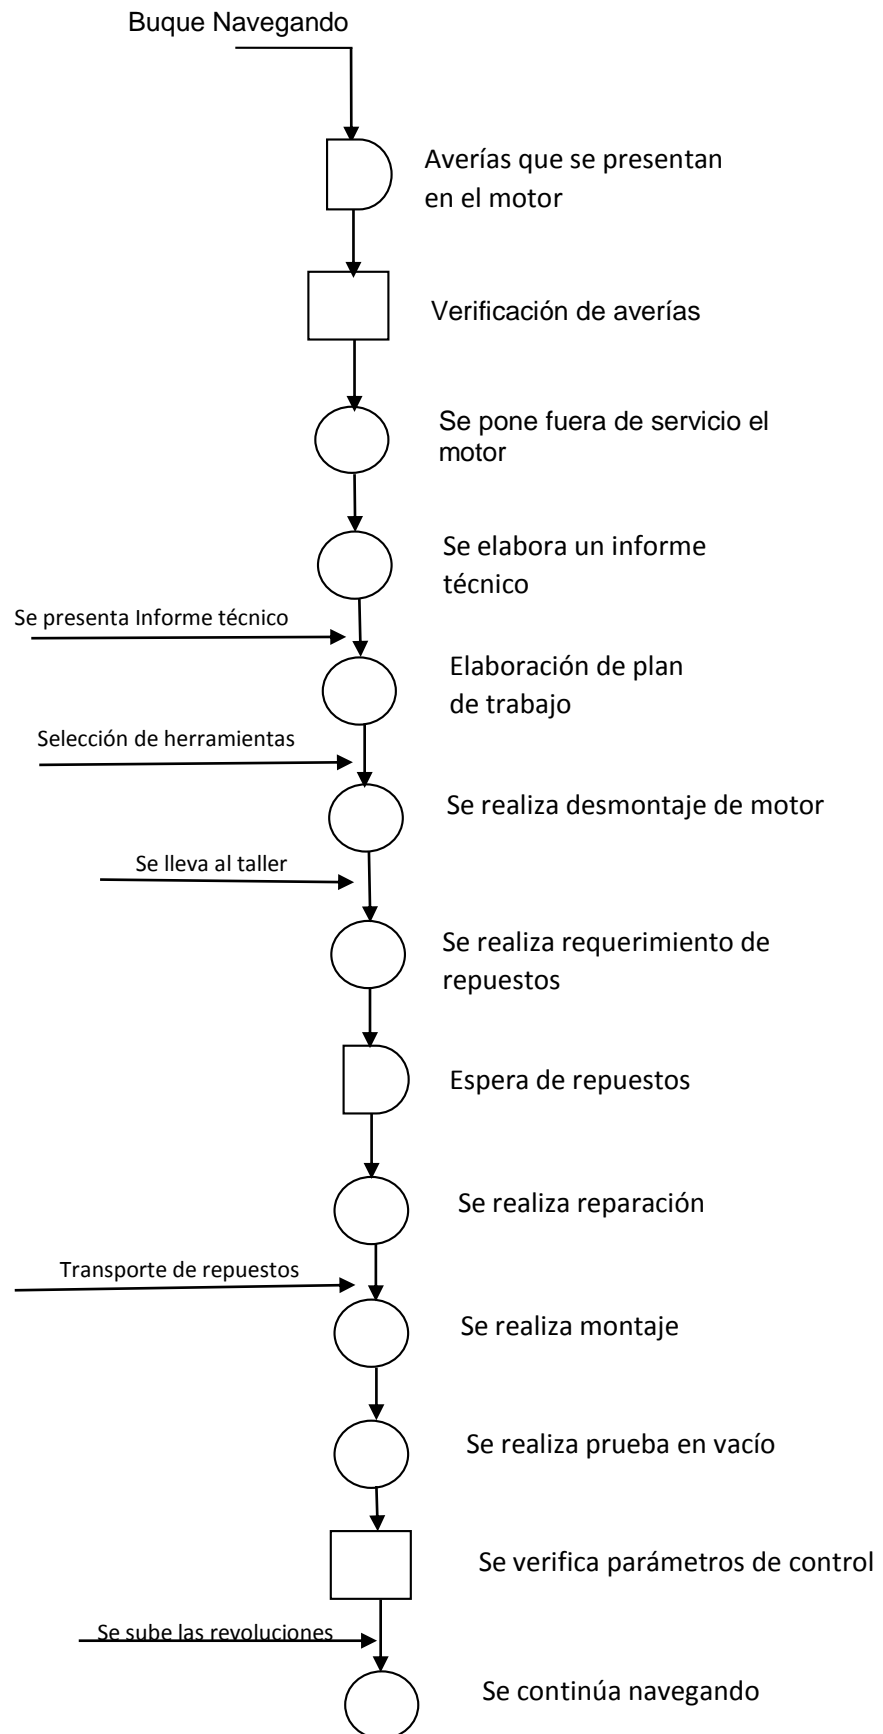 Buque Navegando
Averías que se presentan
en el motor
Verificación de averías
Se pone fuera de servicio el
motor
Se elabora un informe
técnico
Se presenta Informe técnico
Elaboración de plan
de trabajo
Selección de herramientas
Se realiza desmontaje de motor
Se lleva al taller
Se realiza requerimiento de
repuestos
Espera de repuestos
Se realiza reparación
Transporte de repuestos
Se realiza montaje
Se realiza prueba en vacío
Se verifica parámetros de control
Se sube las revoluciones
Se continúa navegando